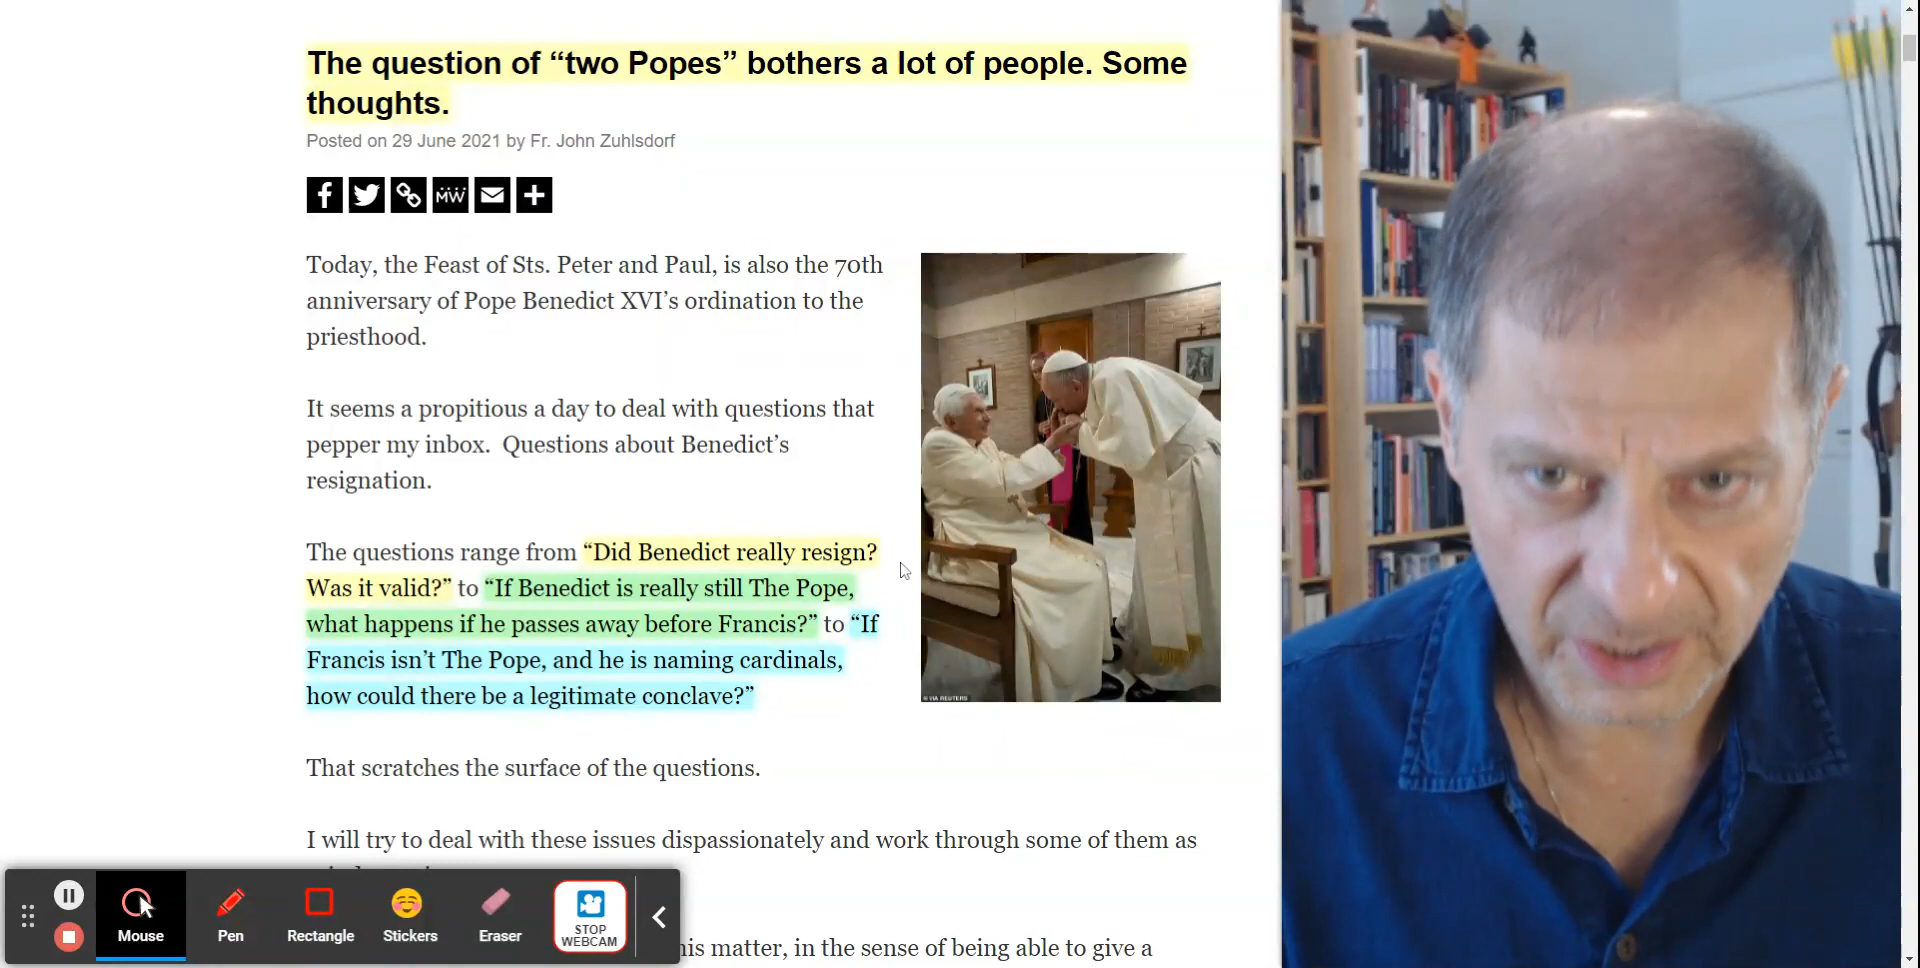 The question of “two Popes” bothers a lot of people. Some
thoughts.
Posted on 29 June 2021 by Fr. John Zuhlsdorf
MW
Today, the Feast of Sts. Peter and Paul, is also the 70th
anniversary of Pope Benedict XVI’s ordination to the
priesthood.
It seems a propitious a day to deal with questions that
pepper my inbox.  Questions about Benedict’s
resignation.
The questions range from “Did Benedict really resign?
Was it valid?” to “If Benedict is really still The Pope,
what happens if he passes away before Francis?” to “If
Francis isn’t The Pope, and he is naming cardinals,
how could there be a legitimate conclave?”
© VIA REUTERS
That scratches the surface of the questions.
I will try to deal with these issues dispassionately and work through some of them as
his matter, in the sense of being able to give a
Mouse
Pen
Rectangle
Stickers
Eraser
STOP
WEBCAM